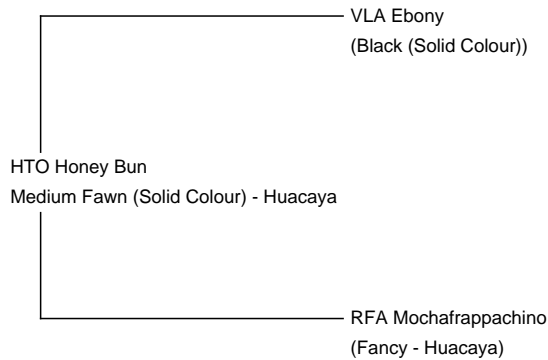 VLA Ebony
(Black (Solid Colour))
HTO Honey Bun
Medium Fawn (Solid Colour) - Huacaya
RFA Mochafrappachino
(Fancy - Huacaya)